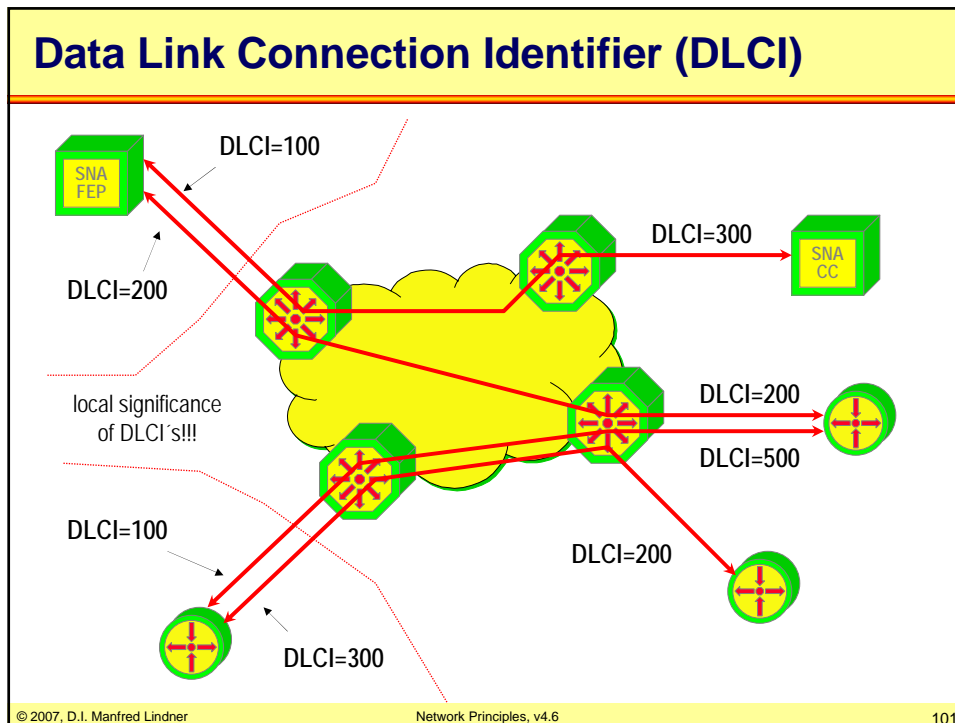 Data Link Connection Identifier (DLCI)
DLCI=100
SNA
FEP
DLCI=300
SNA
CC
DLCI=200
local significance
of DLCI´s!!!
DLCI=200
DLCI=500
DLCI=100
DLCI=200
DLCI=300
© 2007, D.I. Manfred Lindner
Network Principles, v4.6
101